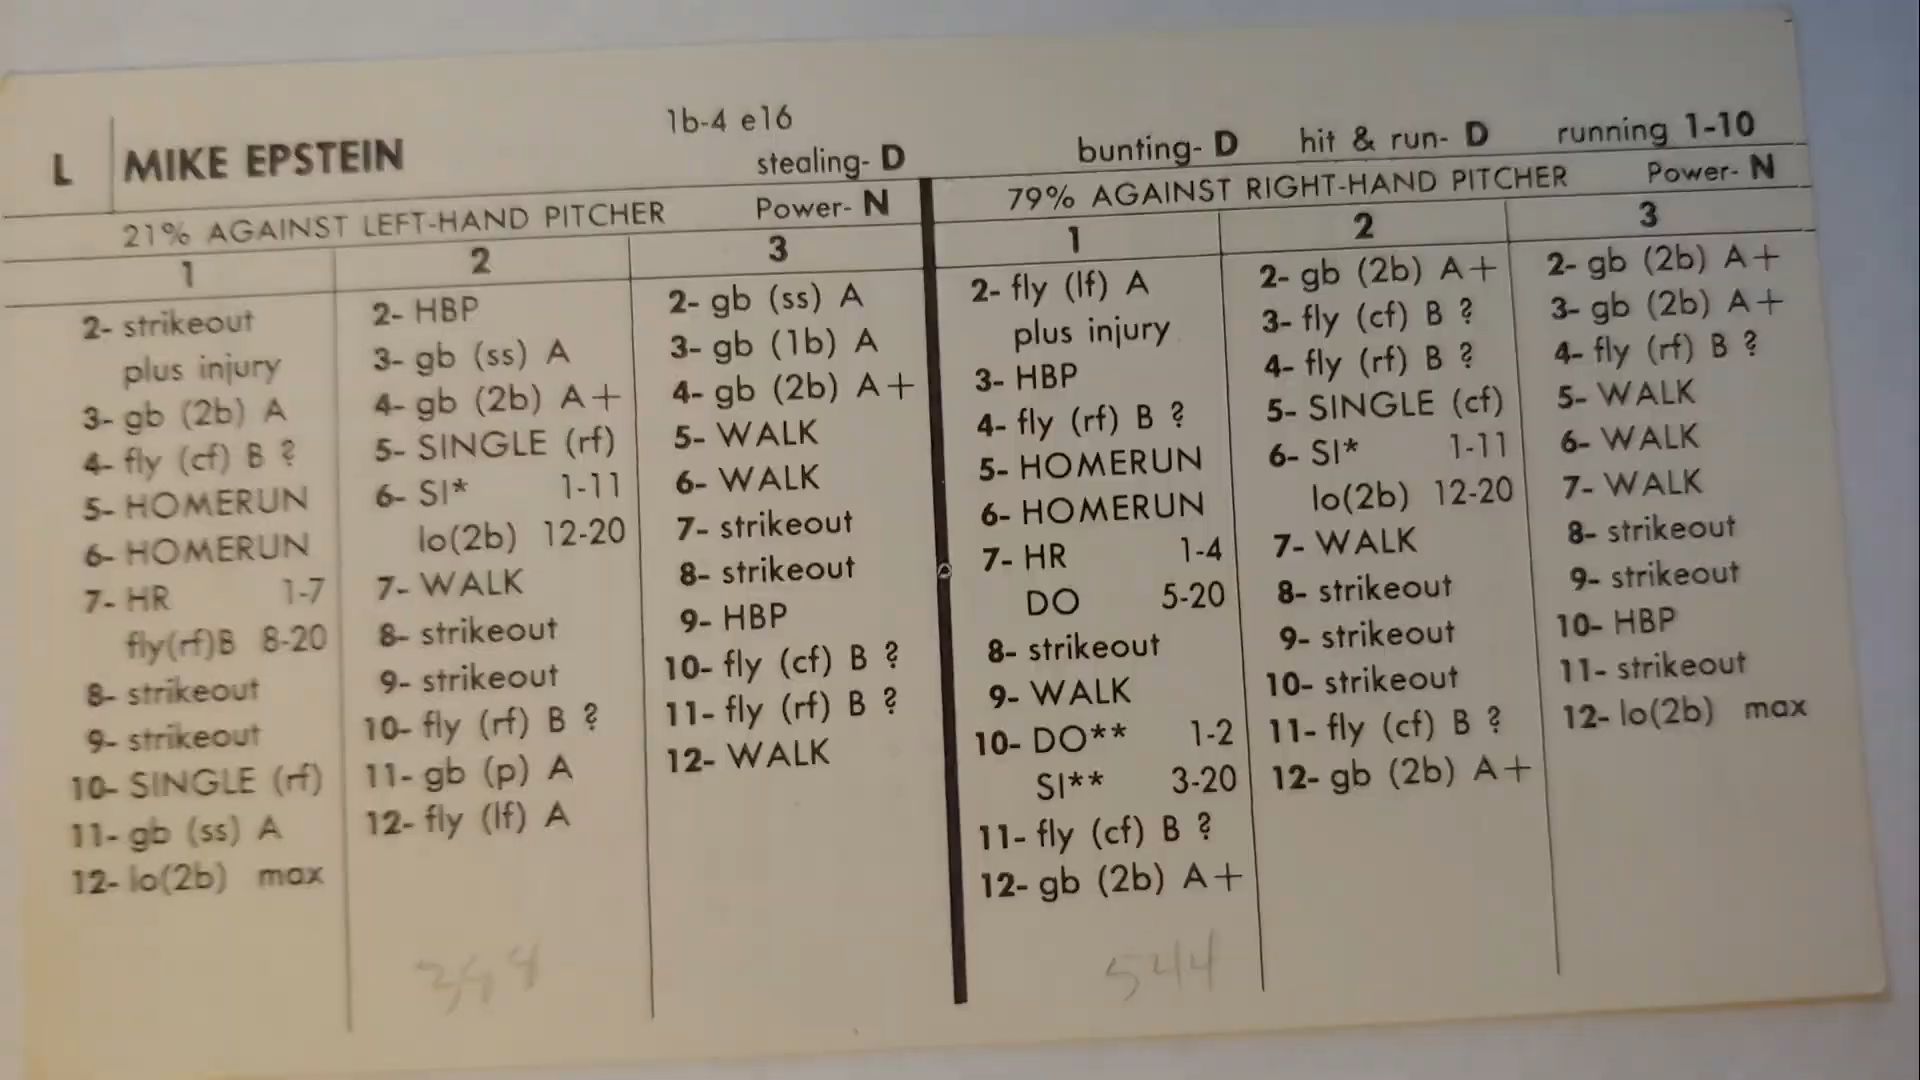 L MIKE EPSTEIN
1b-4 e16
stealing- D
bunting- D hit & run- D running 1-10
21% AGAINST LEFT-HAND PITCHER Power- N
1
2- strikeout
plus injury
3- gb (2b) A
4- fly (cf) B ?
5- HOMERUN
6- HOMERUN
7- HR 1-7
fly(rf)B 8-20
8- strikeout
9- strikeout
10- SINGLE (rf)
11- gb (ss) A
12- lo(2b) max
2
2- HBP
3- gb (ss) A
4- gb (2b) A+
5- SINGLE (rf)
6- SI* 1-11
lo(2b) 12-20
7- WALK
8- strikeout
9- strikeout
10- fly (rf) B ?
11- gb (p) A
12- fly (lf) A
3
2- gb (ss) A
3- gb (1b) A
4- gb (2b) A+
5- WALK
6- WALK
7- strikeout
8- strikeout
9- HBP
10- fly (cf) B ?
11- fly (rf) B ?
12- WALK
79% AGAINST RIGHT-HAND PITCHER Power- N
1
2- fly (lf) A
plus injury
3- HBP
4- fly (rf) B ?
5- HOMERUN
6- HOMERUN
7- HR 1-4
DO 5-20
8- strikeout
9- WALK
10- DO** 1-2
SI** 3-20
11- fly (cf) B ?
12- gb (2b) A+
544
2
2- gb (2b) A+
3- fly (cf) B ?
4- fly (rf) B ?
5- SINGLE (cf)
6- SI* 1-11
lo(2b) 12-20
7- WALK
8- strikeout
9- strikeout
10- strikeout
11- fly (cf) B ?
12- gb (2b) A+
3
2- gb (2b) A+
3- gb (2b) A+
4- fly (rf) B ?
5- WALK
6- WALK
7- WALK
8- strikeout
9- strikeout
10- HBP
11- strikeout
12- lo(2b) max